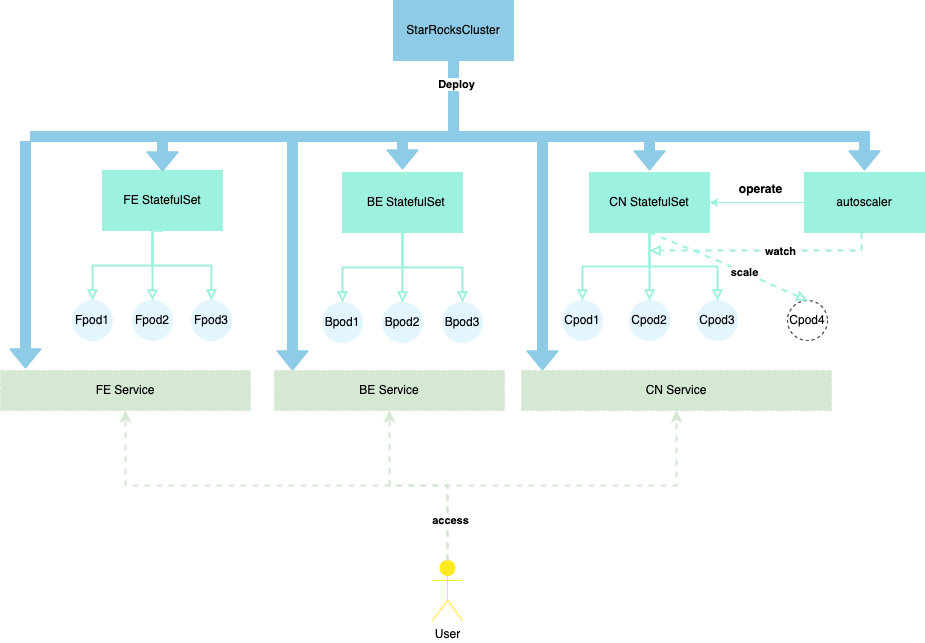 StarRocksCluster
Deploy
FE StatefulSet
BE StatefulSet
CN StatefulSet
operate
autoscaler
watch
scale
Fpod1
Fpod2
Fpod3
Bpod1
Bpod2
Bpod3
Cpod1
Cpod2
Cpod3
Cpod4
FE Service
BE Service
CN Service
access
User